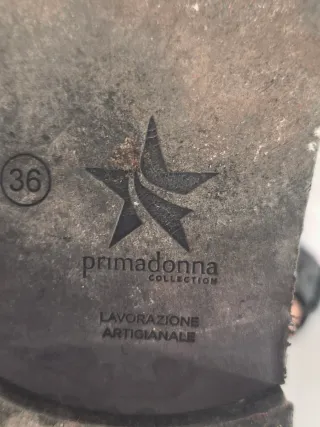 36
primadonna
COLLECTION
LAVORAZIONE
ARTIGIANALE